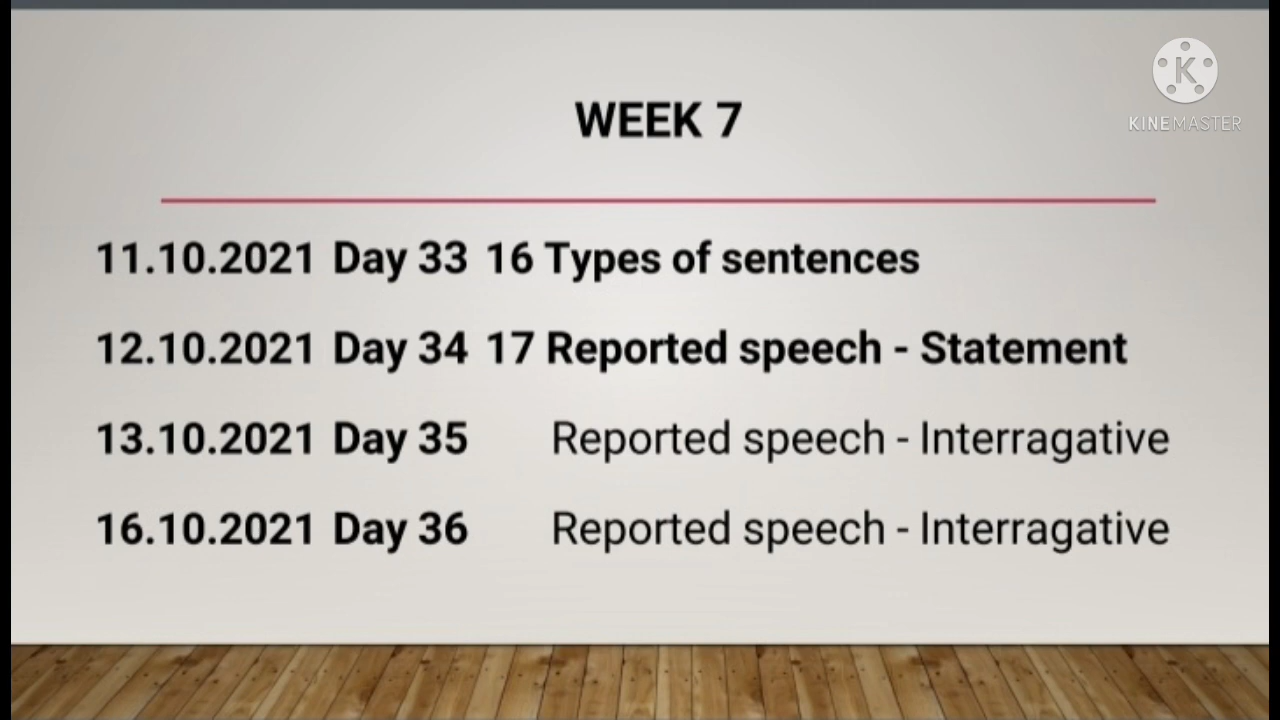 WEEK 7
KINEMASTER
11.10.2021 Day 33 16 Types of sentences
12.10.2021 Day 34 17 Reported speech - Statement
13.10.2021 Day 35 Reported speech - Interragative
16.10.2021 Day 36 Reported speech - Interragative